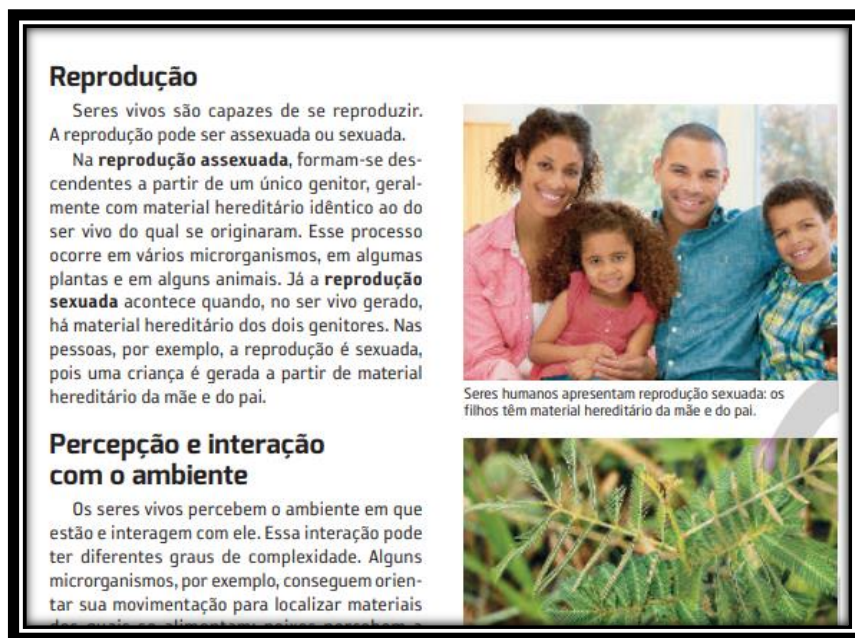 Reprodução
Seres vivos são capazes de se reproduzir.
A reprodução pode ser assexuada ou sexuada.
Na reprodução assexuada, formam-se des-
cendentes a partir de um único genitor, geral-
mente com material hereditário idêntico ao do
ser vivo do qual se originaram. Esse processo
ocorre em vários microrganismos, em algumas
plantas e em alguns animais. Já a reprodução
sexuada acontece quando, no ser vivo gerado,
há material hereditário dos dois genitores. Nas
pessoas, por exemplo, a reprodução é sexuada,
pois uma criança é gerada a partir de material
hereditário da mãe e do pai.
Seres humanos apresentam reprodução sexuada: os
filhos têm material hereditário da mãe e do pai.
Percepção e interação
com o ambiente
Os seres vivos percebem o ambiente em que
estão e interagem com ele. Essa interação pode
ter diferentes graus de complexidade. Alguns
microrganismos, por exemplo, conseguem orien-
tar sua movimentação para localizar materiais
dos quais se alimentam; peixes percebem a